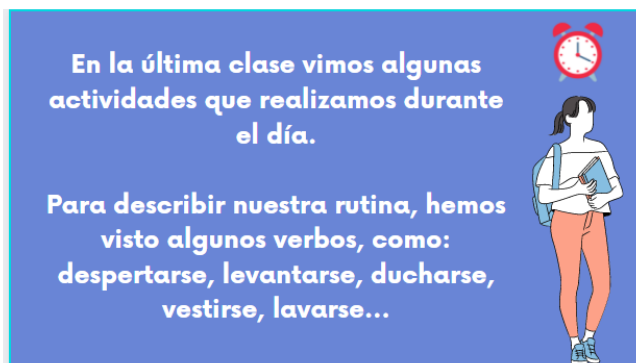 En la última clase vimos algunas
actividades que realizamos durante
el día.
Para describir nuestra rutina, hemos
visto algunos verbos, como:
despertarse, levantarse, ducharse,
vestirse, lavarse...